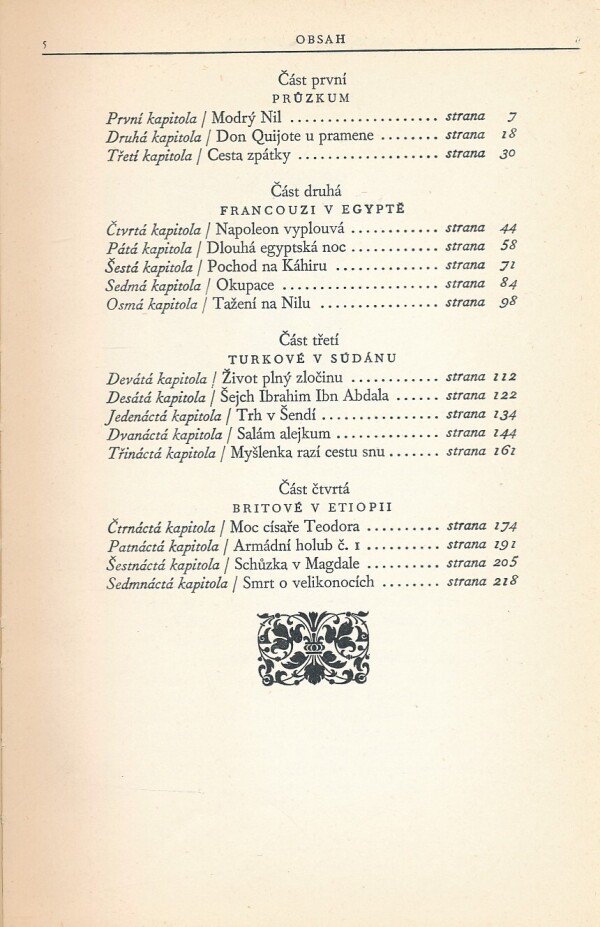 5 OBSAH
Část první
PRŮZKUM
První kapitola / Modrý Nil .................... strana 7
Druhá kapitola / Don Quijote u pramene ......... strana 18
Třetí kapitola / Cesta zpátky ................... strana 30
Část druhá
FRANCOUZI V EGYPTĚ
Čtvrtá kapitola / Napoleon vyplouvá ............ strana 44
Pátá kapitola / Dlouhá egyptská noc ............ strana 58
Šestá kapitola / Pochod na Káhiru .............. strana 71
Sedmá kapitola / Okupace ...................... strana 84
Osmá kapitola / Tažení na Nilu ................ strana 98
Část třetí
TURKOVÉ V SÚDÁNU
Devátá kapitola / Život plný zločinu ............ strana 112
Desátá kapitola / Šejch Ibrahim Ibn Abdala ...... strana 122
Jedenáctá kapitola / Trh v Šendí ................ strana 134
Dvanáctá kapitola / Salám alejkum .............. strana 144
Třináctá kapitola / Myšlenka razí cestu snu ....... strana 161
Část čtvrtá
BRITOVÉ V ETIOPII
Čtrnáctá kapitola / Moc císaře Teodora .......... strana 174
Patnáctá kapitola / Armádní holub č. 1 ........... strana 191
Šestnáctá kapitola / Schůzka v Magdale .......... strana 205
Sedmnáctá kapitola / Smrt o velikonocích ........ strana 218